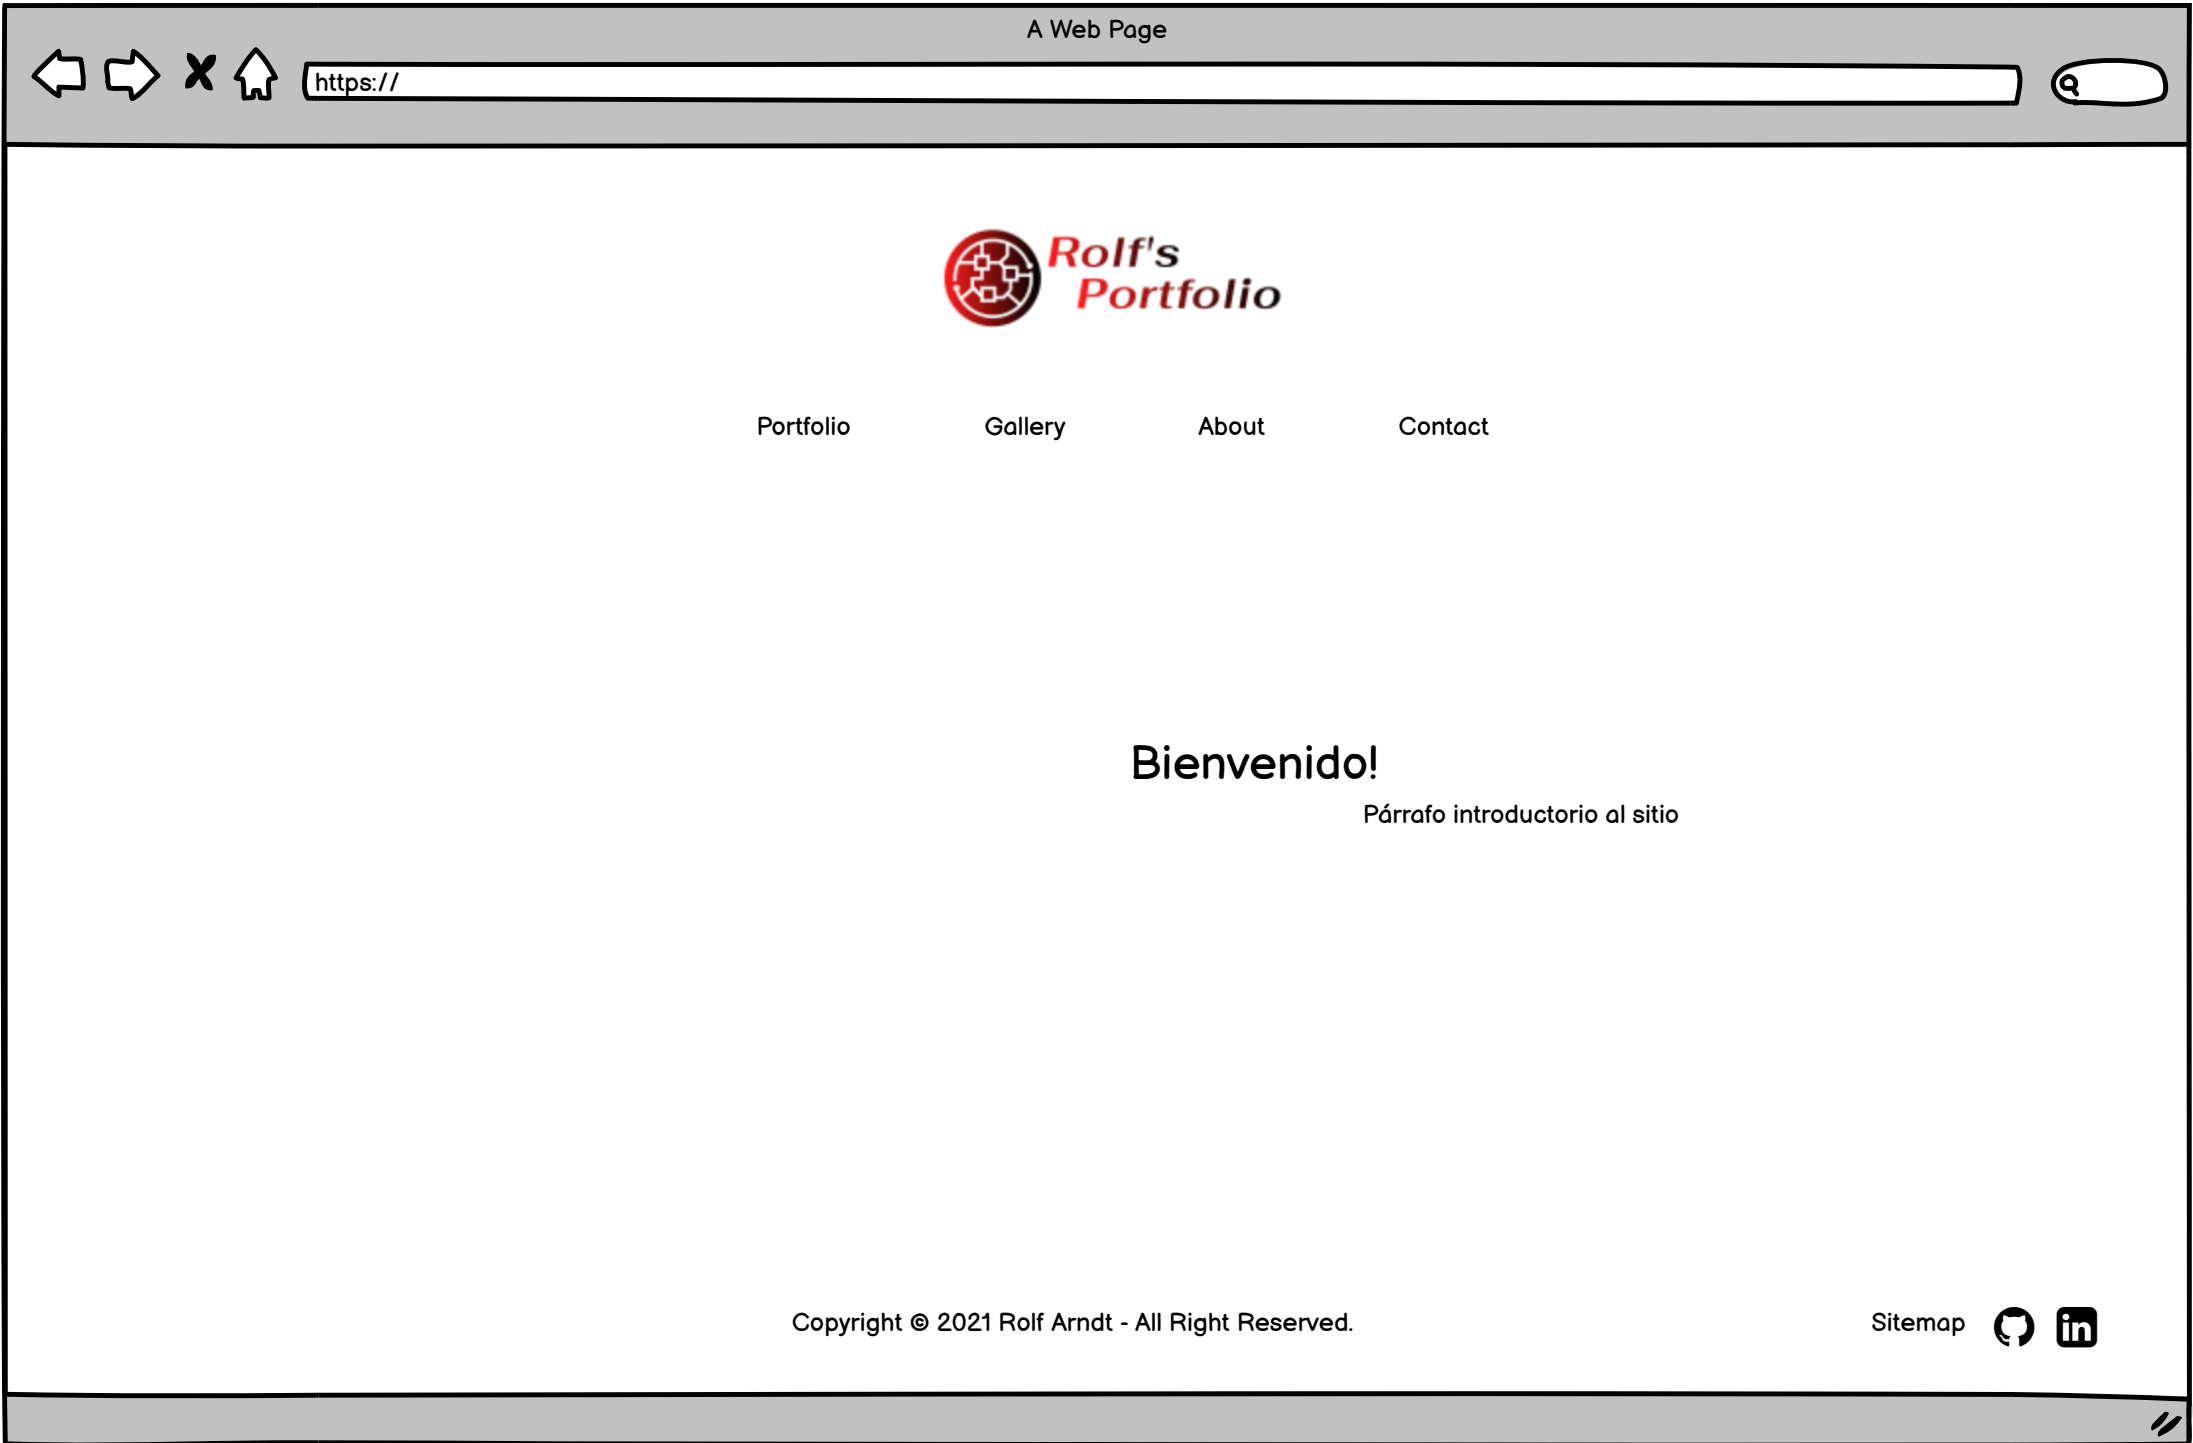 A Web Page
https://
Rolf's
Portfolio
Portfolio Gallery About Contact
Bienvenido!
Párrafo introductorio al sitio
Copyright © 2021 Rolf Arndt - All Right Reserved. Sitemap in